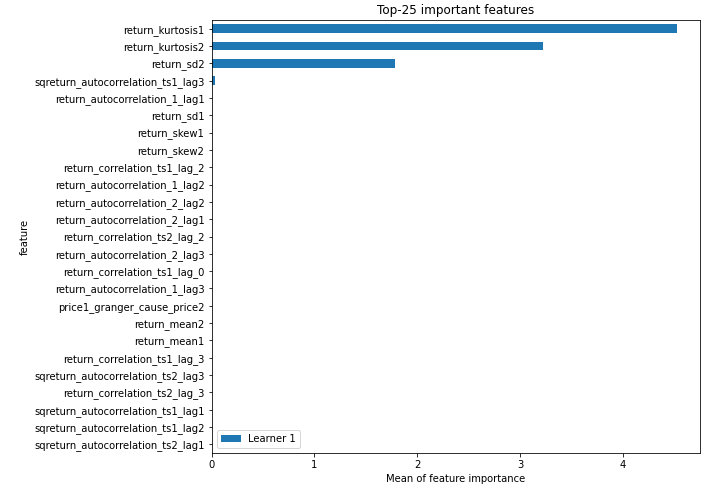 Top-25 important features
return_kurtosis1
return_kurtosis2
return_sd2
sqreturn_autocorrelation_ts1_lag3
return_autocorrelation_1_lag1
return_sd1
return_skew1
return_skew2
return_correlation_ts1_lag_2
return_autocorrelation_1_lag2
return_autocorrelation_2_lag2
return_autocorrelation_2_lag1
return_correlation_ts2_lag_2
return_autocorrelation_2_lag3
return_correlation_ts1_lag_0
return_autocorrelation_1_lag3
price1_granger_cause_price2
return_mean2
return_mean1
return_correlation_ts1_lag_3
sqreturn_autocorrelation_ts2_lag3
return_correlation_ts2_lag_3
sqreturn_autocorrelation_ts1_lag1
sqreturn_autocorrelation_ts1_lag2
sqreturn_autocorrelation_ts2_lag1
feature
Learner 1
0 1 2 3 4
Mean of feature importance